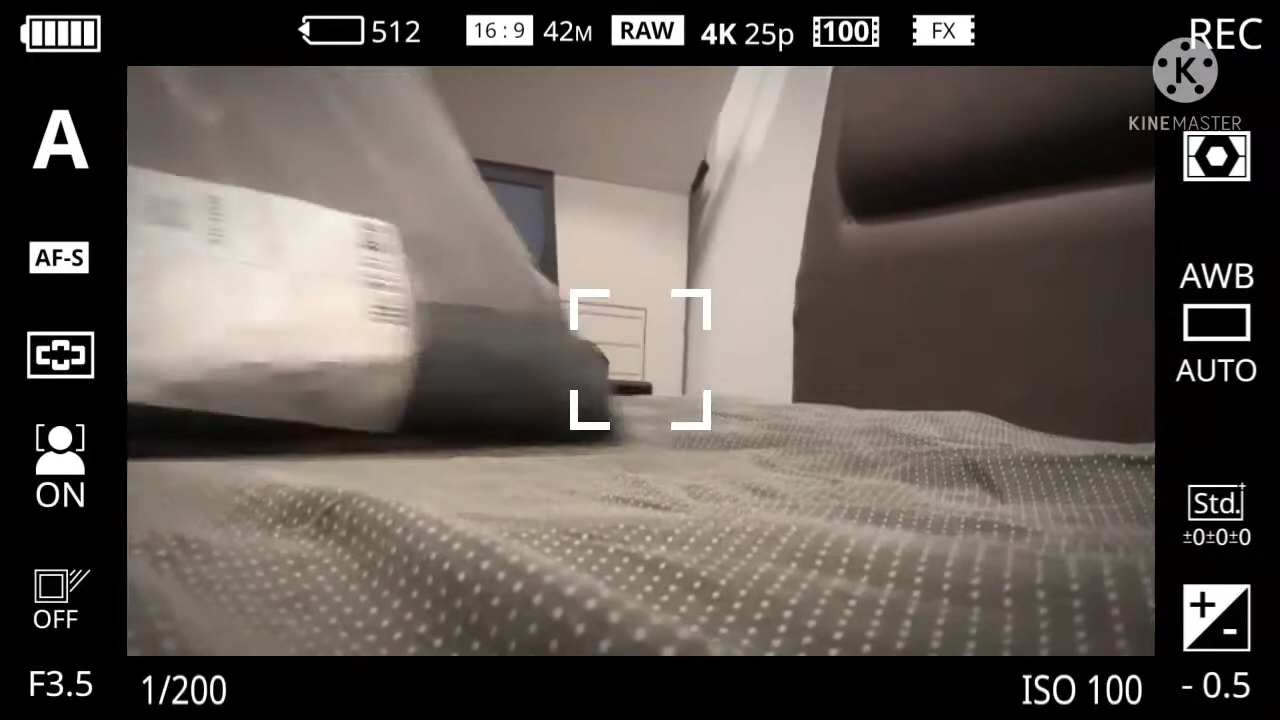 512
16:9
42M
RAW
4K 25p
100
FX
REC
K
KINEMASTER
A
AF-S
AWB
AUTO
ON
Std.+
±0±0±0
OFF
F3.5
1/200
ISO 100
- 0.5